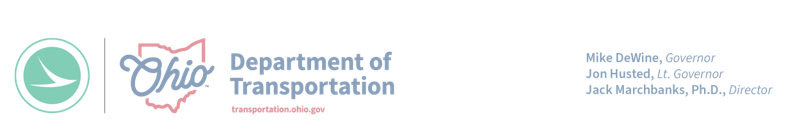 Ohio
Department of
Transportation
transportation.ohio.gov
Mike DeWine, Governor
Jon Husted, Lt. Governor
Jack Marchbanks, Ph.D., Director